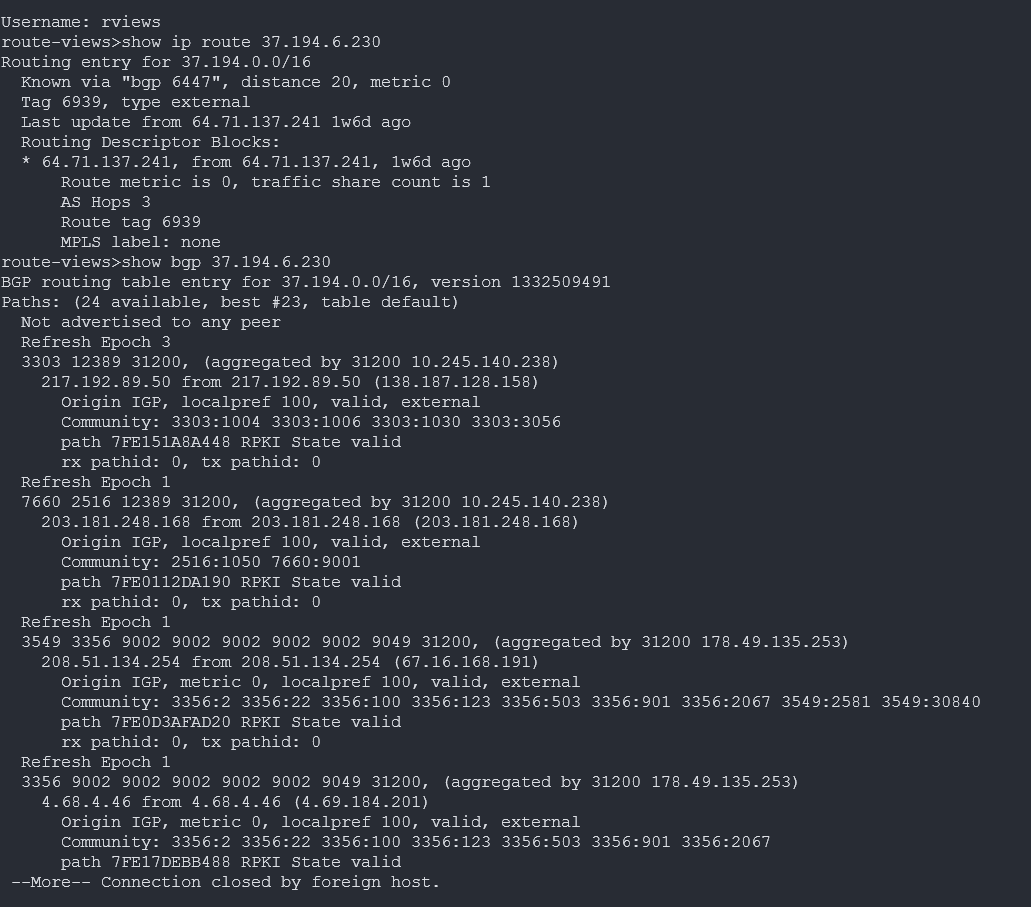 Username: rviews
route-views>show ip route 37.194.6.230
Routing entry for 37.194.0.0/16
  Known via "bgp 6447", distance 20, metric 0
  Tag 6939, type external
  Last update from 64.71.137.241 1w6d ago
  Routing Descriptor Blocks:
  * 64.71.137.241, from 64.71.137.241, 1w6d ago
      Route metric is 0, traffic share count is 1
      AS Hops 3
      Route tag 6939
      MPLS label: none
route-views>show bgp 37.194.6.230
BGP routing table entry for 37.194.0.0/16, version 1332509491
Paths: (24 available, best #23, table default)
  Not advertised to any peer
  Refresh Epoch 3
  3303 12389 31200, (aggregated by 31200 10.245.140.238)
    217.192.89.50 from 217.192.89.50 (138.187.128.158)
      Origin IGP, localpref 100, valid, external
      Community: 3303:1004 3303:1006 3303:1030 3303:3056
      path 7FE151A8A448 RPKI State valid
      rx pathid: 0, tx pathid: 0
  Refresh Epoch 1
  7660 2516 12389 31200, (aggregated by 31200 10.245.140.238)
    203.181.248.168 from 203.181.248.168 (203.181.248.168)
      Origin IGP, localpref 100, valid, external
      Community: 2516:1050 7660:9001
      path 7FE0112DA190 RPKI State valid
      rx pathid: 0, tx pathid: 0
  Refresh Epoch 1
  3549 3356 9002 9002 9002 9002 9002 9049 31200, (aggregated by 31200 178.49.135.253)
    208.51.134.254 from 208.51.134.254 (67.16.168.191)
      Origin IGP, metric 0, localpref 100, valid, external
      Community: 3356:2 3356:22 3356:100 3356:123 3356:503 3356:901 3356:2067 3549:2581 3549:30840
      path 7FE0D3AFAD20 RPKI State valid
      rx pathid: 0, tx pathid: 0
  Refresh Epoch 1
  3356 9002 9002 9002 9002 9002 9049 31200, (aggregated by 31200 178.49.135.253)
    4.68.4.46 from 4.68.4.46 (4.69.184.201)
      Origin IGP, metric 0, localpref 100, valid, external
      Community: 3356:2 3356:22 3356:100 3356:123 3356:503 3356:901 3356:2067
      path 7FE17DEBB488 RPKI State valid
 --More-- Connection closed by foreign host.